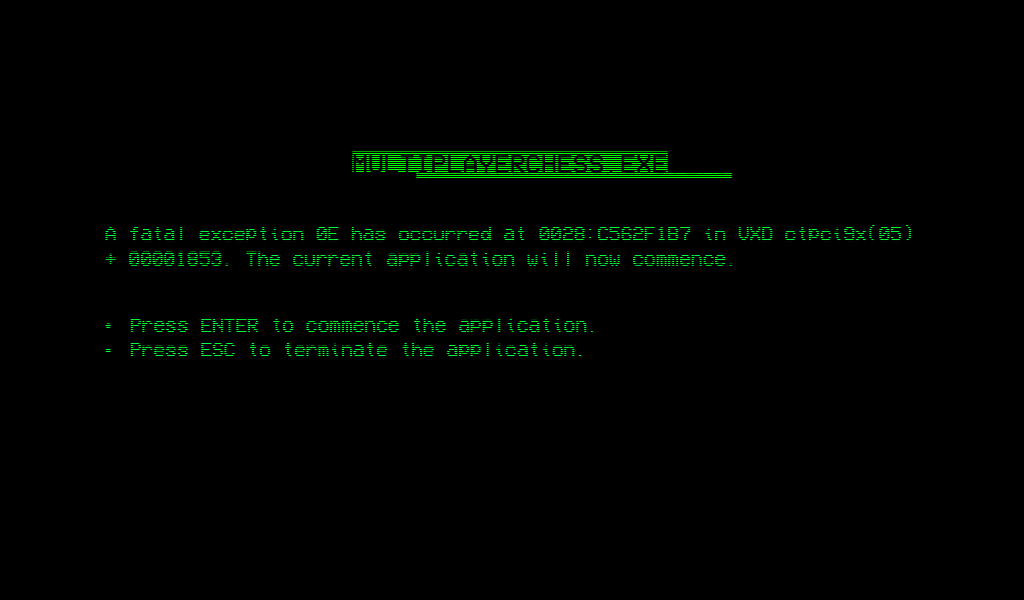 MULTIPLAYERCHESS.EXE
A fatal exception 0E has occurred at 0028:C562F1B7 in VXD ctpci9x(05)
+ 00001853. The current application will now commence.
* Press ENTER to commence the application.
* Press ESC to terminate the application.